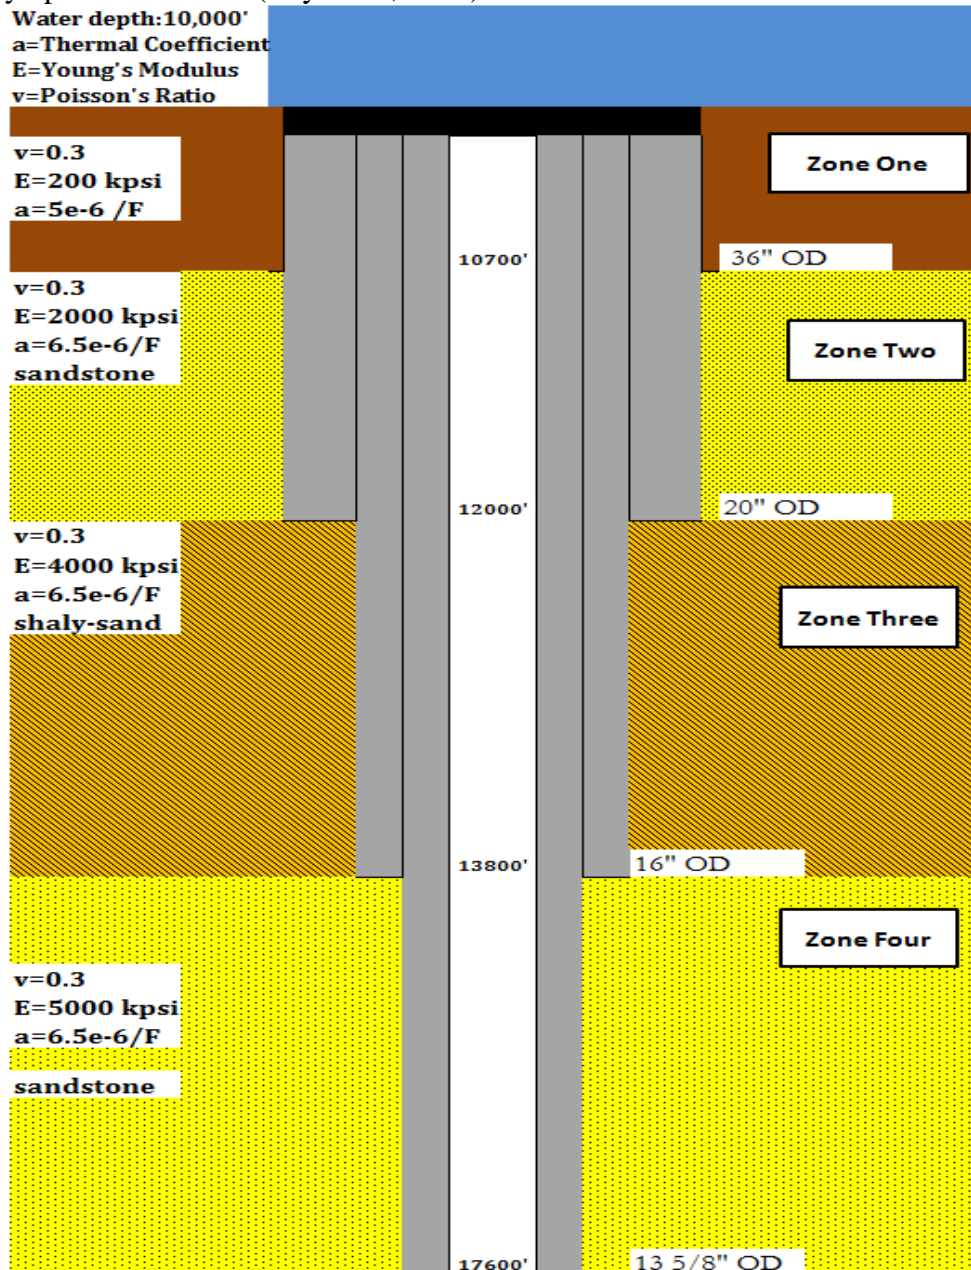 Water depth:10,000'
a=Thermal Coefficient
E=Young's Modulus
v=Poisson's Ratio
v=0.3
E=200 kpsi
a=5e-6 /F
Zone One
10700'
36" OD
v=0.3
E=2000 kpsi
a=6.5e-6/F
sandstone
Zone Two
12000'
20" OD
v=0.3
E=4000 kpsi
a=6.5e-6/F
shaly-sand
Zone Three
13800'
16" OD
Zone Four
v=0.3
E=5000 kpsi
a=6.5e-6/F
sandstone
17600'
13 5/8" OD